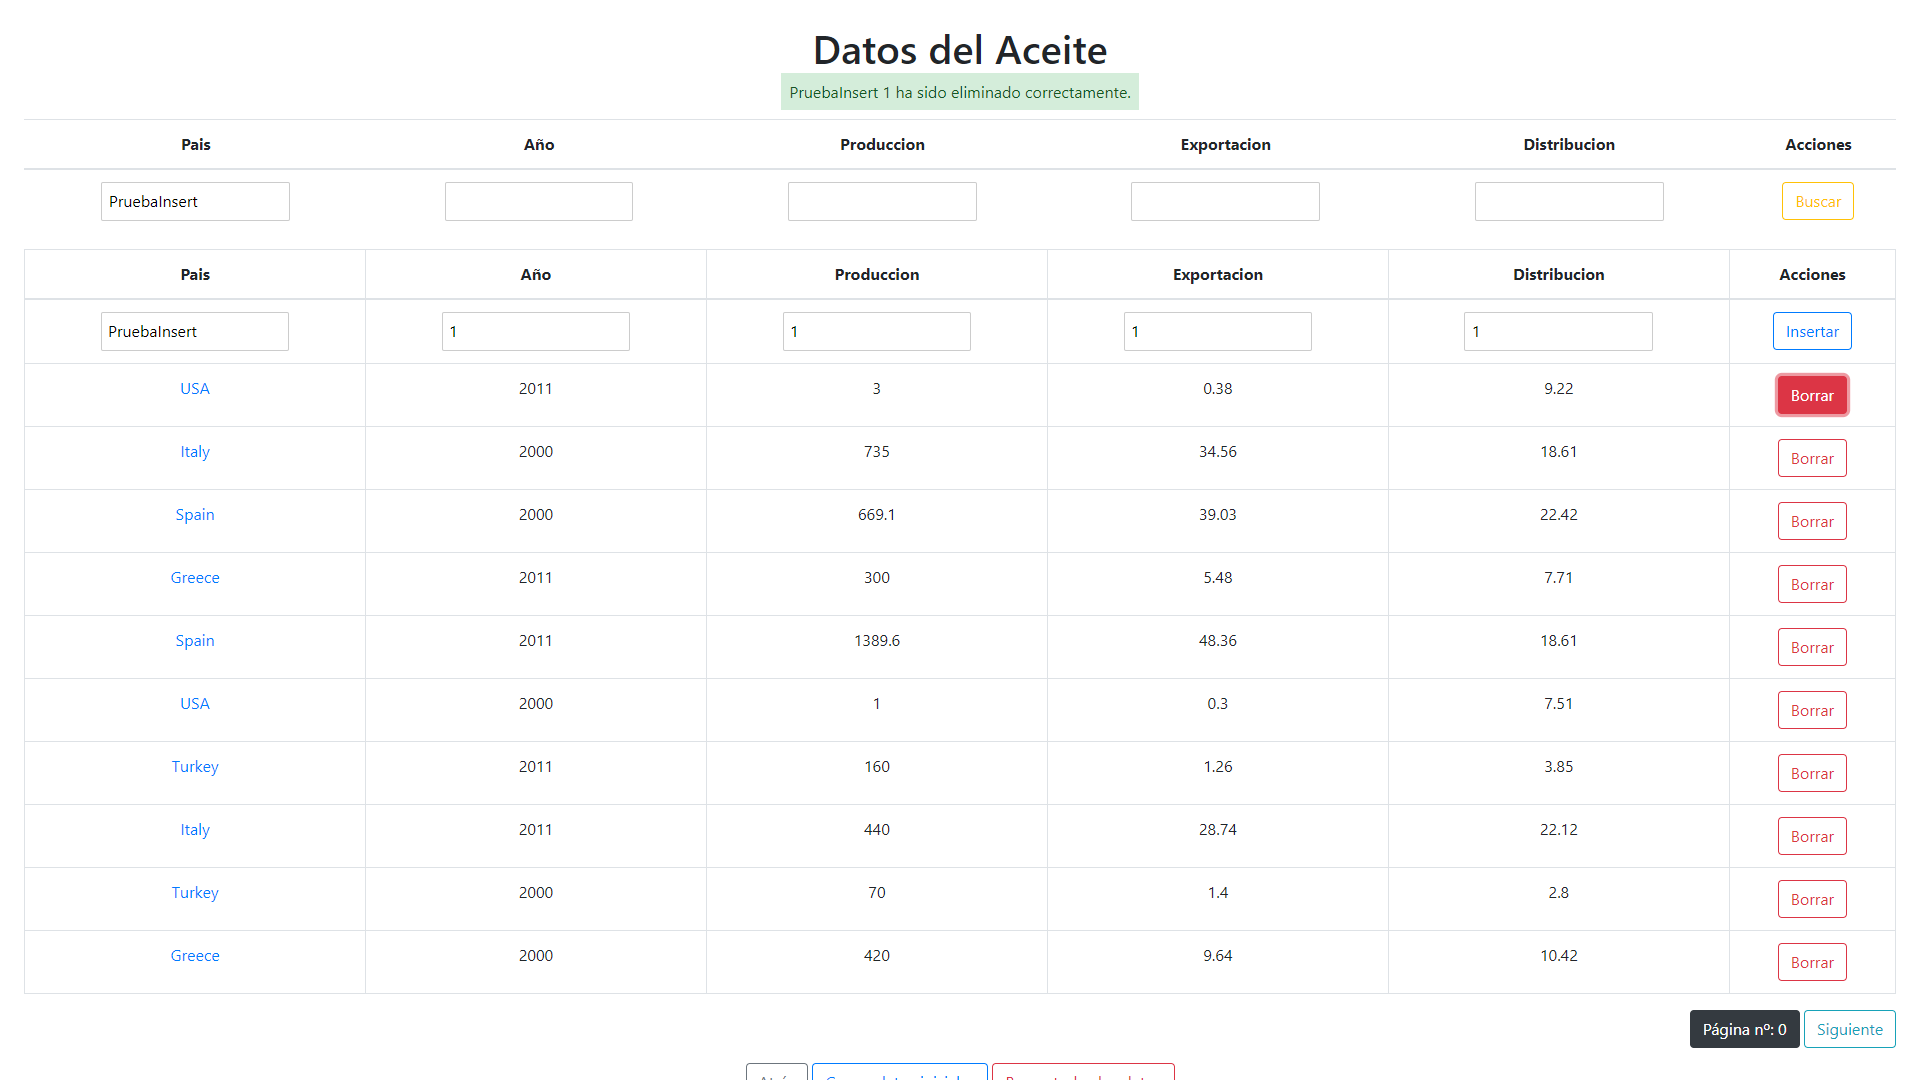 Datos del Aceite
PruebaInsert 1 ha sido eliminado correctamente.
Pais Año Produccion Exportacion Distribucion Acciones
PruebaInsert Buscar
Pais Año Produccion Exportacion Distribucion Acciones
PruebaInsert 1 1 1 1 Insertar
USA 2011 3 0.38 9.22 Borrar
Italy 2000 735 34.56 18.61 Borrar
Spain 2000 669.1 39.03 22.42 Borrar
Greece 2011 300 5.48 7.71 Borrar
Spain 2011 1389.6 48.36 18.61 Borrar
USA 2000 1 0.3 7.51 Borrar
Turkey 2011 160 1.26 3.85 Borrar
Italy 2011 440 28.74 22.12 Borrar
Turkey 2000 70 1.4 2.8 Borrar
Greece 2000 420 9.64 10.42 Borrar
Página nº: 0 Siguiente